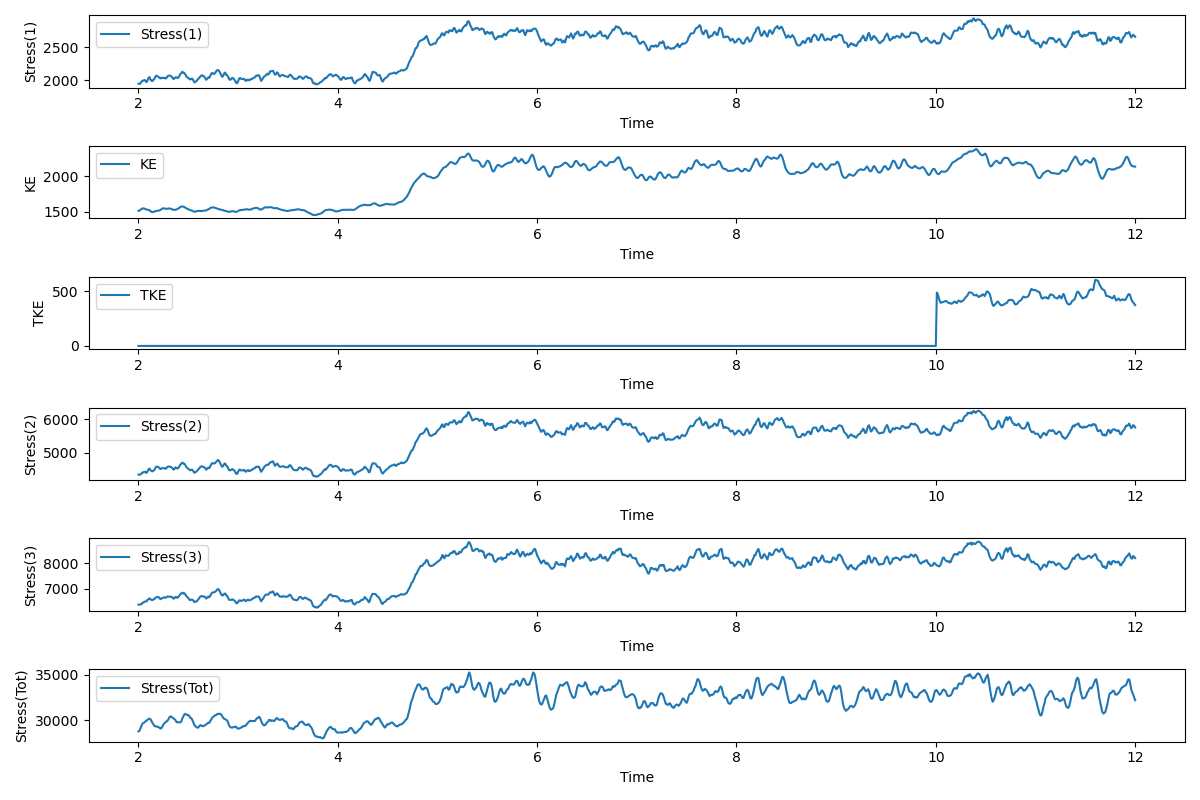 Stress(1)
2500
2000
Stress(1)
2 4 6 8 10 12
Time
KE
2000
1500
KE
2 4 6 8 10 12
Time
TKE
500
0
TKE
2 4 6 8 10 12
Time
Stress(2)
6000
5000
Stress(2)
2 4 6 8 10 12
Time
Stress(3)
8000
7000
Stress(3)
2 4 6 8 10 12
Time
Stress(Tot)
35000
30000
Stress(Tot)
2 4 6 8 10 12
Time